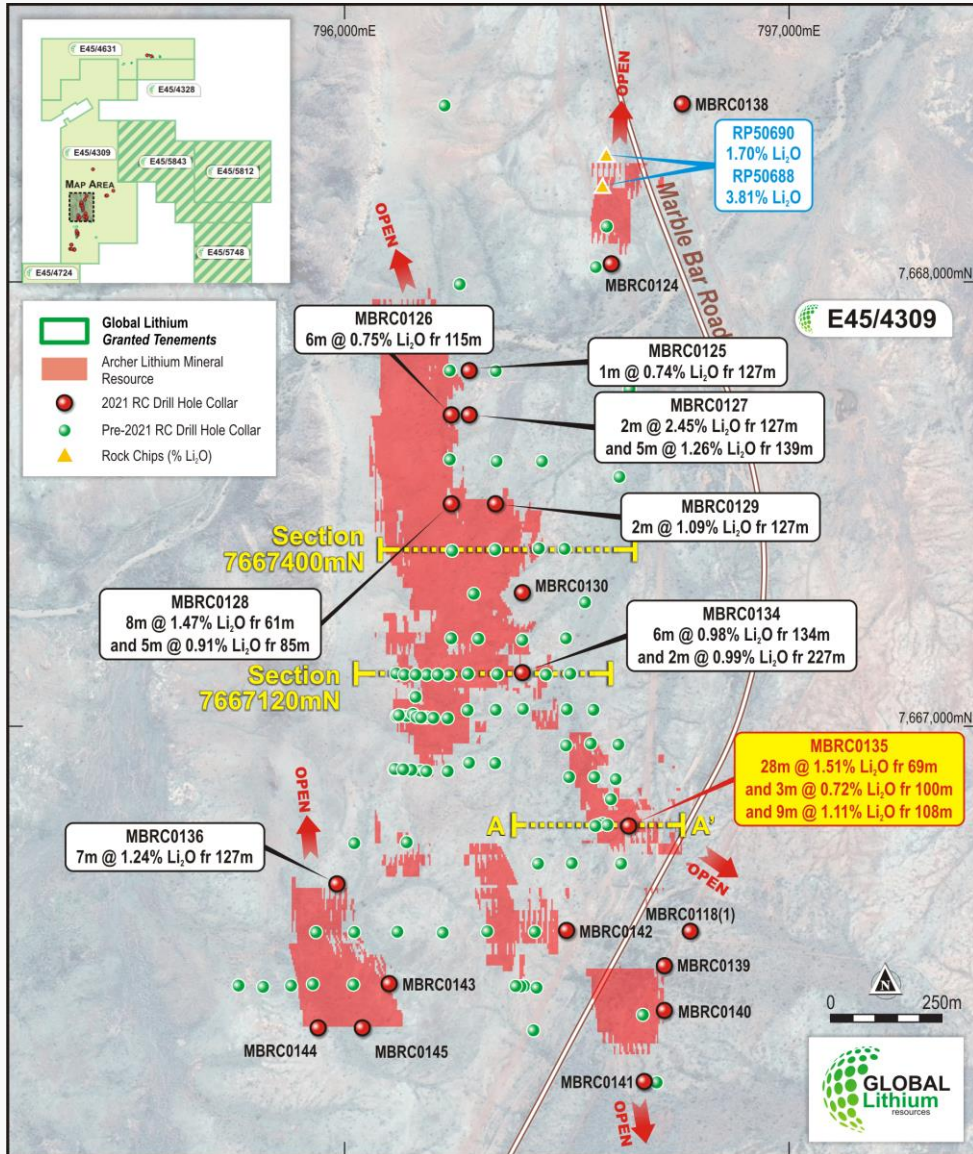 796,000mE
797,000mE
E45/4631
E45/4328
E45/4309
E45/5843
E45/5812
MAP AREA
E45/5748
E45/4724
OPEN
MBRC0138
RP50690
1.70% Li₂O
RP50688
3.81% Li₂O
Marble Bar Road
OPEN
MBRC0124
7,668,000mN
E45/4309
Global Lithium
Granted Tenements
Archer Lithium Mineral
Resource
2021 RC Drill Hole Collar
Pre-2021 RC Drill Hole Collar
Rock Chips (% Li₂O)
MBRC0126
6m @ 0.75% Li₂O fr 115m
MBRC0125
1m @ 0.74% Li₂O fr 127m
MBRC0127
2m @ 2.45% Li₂O fr 127m
and 5m @ 1.26% Li₂O fr 139m
MBRC0129
2m @ 1.09% Li₂O fr 127m
Section
7667400mN
MBRC0130
MBRC0128
8m @ 1.47% Li₂O fr 61m
and 5m @ 0.91% Li₂O fr 85m
MBRC0134
6m @ 0.98% Li₂O fr 134m
and 2m @ 0.99% Li₂O fr 227m
Section
7667120mN
7,667,000mN
MBRC0135
28m @ 1.51% Li₂O fr 69m
and 3m @ 0.72% Li₂O fr 100m
and 9m @ 1.11% Li₂O fr 108m
OPEN
A
A'
MBRC0136
7m @ 1.24% Li₂O fr 127m
OPEN
MBRC0118(1)
MBRC0142
MBRC0139
MBRC0143
MBRC0140
N
0
250m
MBRC0144
MBRC0145
MBRC0141
OPEN
GLOBAL
Lithium
resources